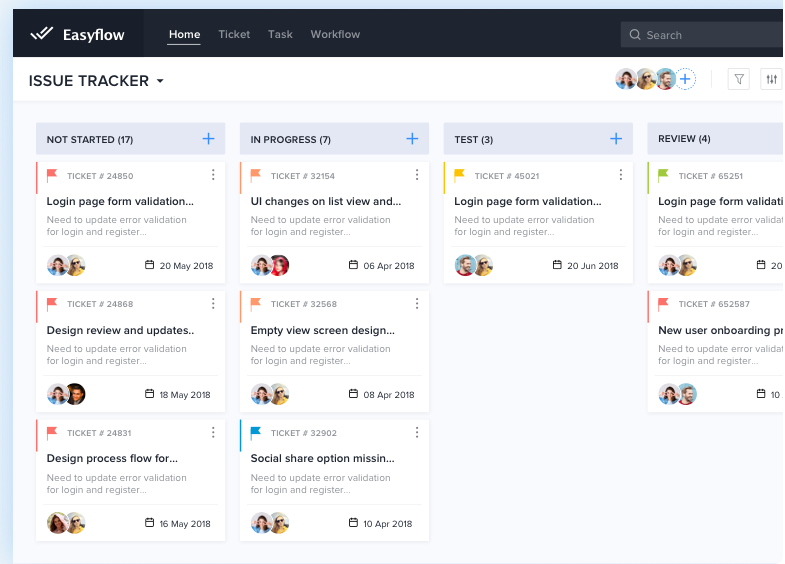 Easyflow
Home Ticket Task Workflow
Search
ISSUE TRACKER
NOT STARTED (17)
TICKET # 24850
Login page form validation...
Need to update error validation
for login and register...
20 May 2018
TICKET # 24868
Design review and updates..
Need to update error validation
for login and register...
18 May 2018
TICKET # 24831
Design process flow for...
Need to update error validation
for login and register...
16 May 2018
IN PROGRESS (7)
TICKET # 32154
UI changes on list view and...
Need to update error validation
for login and register...
06 Apr 2018
TICKET # 32568
Empty view screen design...
Need to update error validation
for login and register...
08 Apr 2018
TICKET # 32902
Social share option missin...
Need to update error validation
for login and register...
10 Apr 2018
TEST (3)
TICKET # 45021
Login page form validation...
Need to update error validation
for login and register...
20 Jun 2018
REVIEW (4)
TICKET # 65251
Login page form validati
Need to update error valida
for login and register...
20
TICKET # 652587
New user onboarding pr
Need to update error valida
for login and register...
10